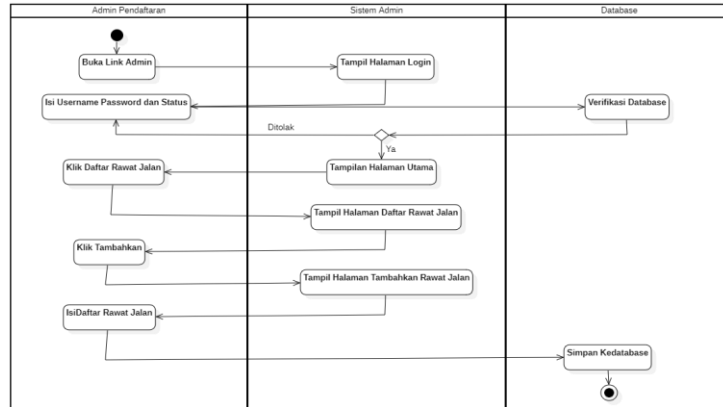 Admin Pendaftaran
Sistem Admin
Database
Buka Link Admin
Tampil Halaman Login
Isi Username Password dan Status
Verifikasi Database
Ditolak
Ya
Klik Daftar Rawat Jalan
Tampilan Halaman Utama
Tampil Halaman Daftar Rawat Jalan
Klik Tambahkan
Tampil Halaman Tambahkan Rawat Jalan
IsiDaftar Rawat Jalan
Simpan Kedatabase